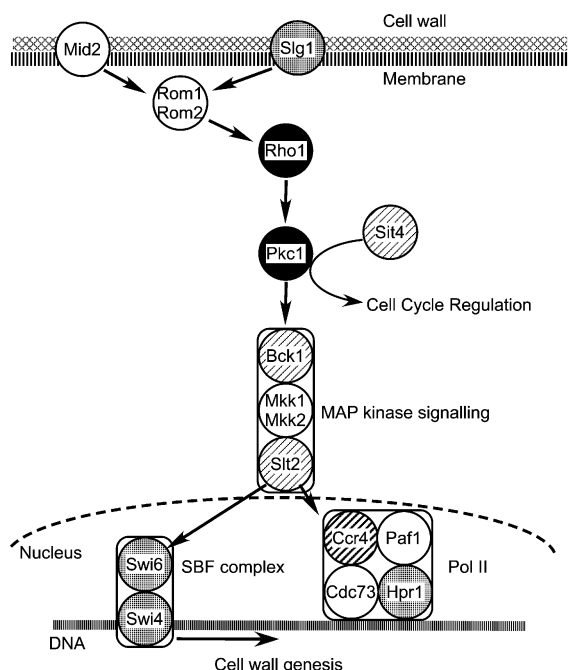 Cell wall
Mid2
Slg1
Membrane
Rom1
Rom2
Rho1
Sit4
Pkc1
Cell Cycle Regulation
Bck1
Mkk1
Mkk2
MAP kinase signalling
Slt2
Nucleus
Ccr4
Paf1
Swi6
SBF complex
Pol II
Cdc73
Hpr1
Swi4
DNA
Cell wall genesis